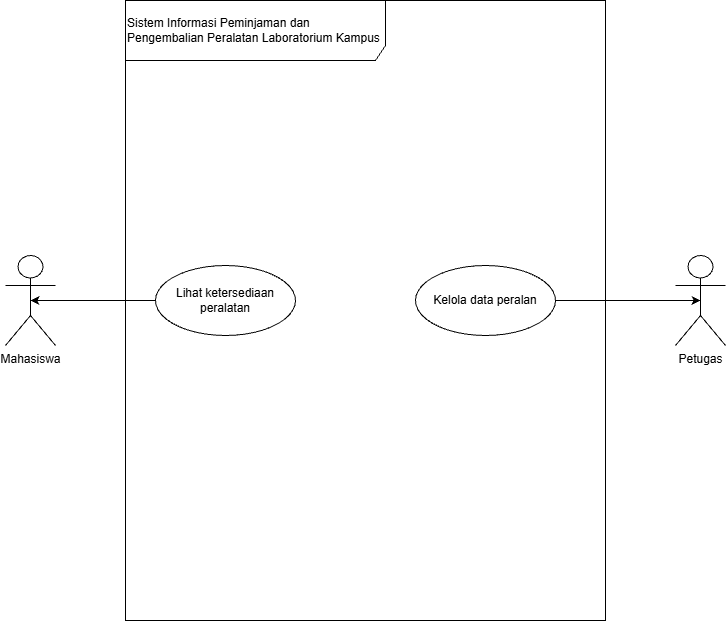 Sistem Informasi Peminjaman dan
Pengembalian Peralatan Laboratorium Kampus
Lihat ketersediaan
peralatan
Kelola data peralan
Mahasiswa
Petugas